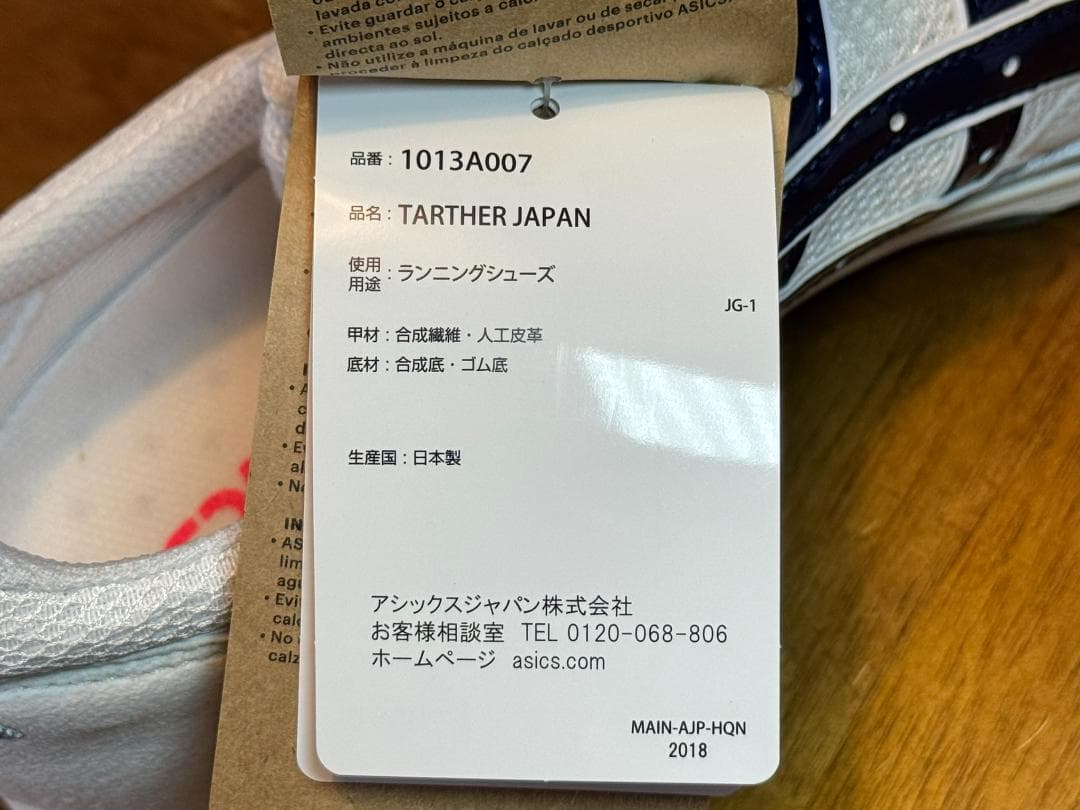 Evite guardar o
ambientes sujeitos a
directa ao sol.
• Não utilize a máquina de lavar ou de
proceder à limpeza do calçado desportivo ASICS
品番：1013A007
品名：TARTHER JAPAN
使用用途：ランニングシューズ
JG-1
甲材：合成繊維・人工皮革
底材：合成底・ゴム底
生産国：日本製
アシックスジャパン株式会社
お客様相談室 TEL 0120-068-806
ホームページ asics.com
MAIN-AJP-HQN
2018